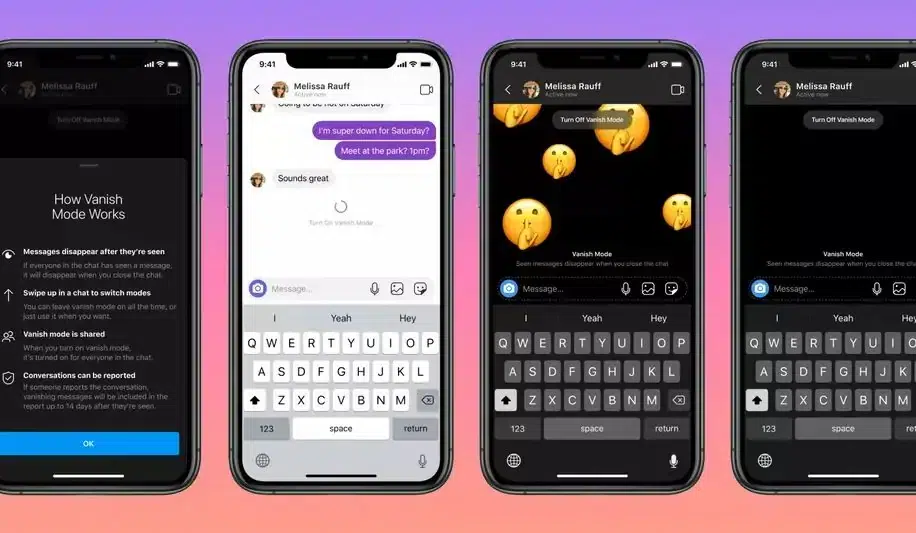 9:41
Melissa Rauff
Turn Off Vanish Mode
How Vanish
Mode Works
Messages disappear after they're seen
If everyone in the chat has seen a message,
it will disappear when you close the chat.
Swipe up in a chat to switch modes
You can leave vanish mode on all the time, or
just use it when you want.
Vanish mode is shared
When you turn on vanish mode,
it's turned on for everyone in the chat.
Conversations can be reported
If someone reports the conversation,
vanishing messages will be included in the
report up to 14 days after they're seen.
OK
9:41
Melissa Rauff
Active now
Going to be hot on Saturday
I'm super down for Saturday?
Meet at the park? 1pm?
Sounds great
Turn On Vanish Mode
Message...
I Yeah Hey
Q W E R T Y U I O P
A S D F G H J K L
Z X C V B N M
123 space return
9:41
Melissa Rauff
Active now
Turn Off Vanish Mode
Vanish Mode
Seen messages disappear when you close the chat
Message...
I Yeah Hey
Q W E R T Y U I O P
A S D F G H J K L
Z X C V B N M
123 space return
9:41
Melissa Rauff
Active now
Turn Off Vanish Mode
Vanish Mode
Seen messages disappear when you close the cha
Message...
I Yeah He
Q W E R T Y U I O
A S D F G H J K
Z X C V B N M
123 space retu